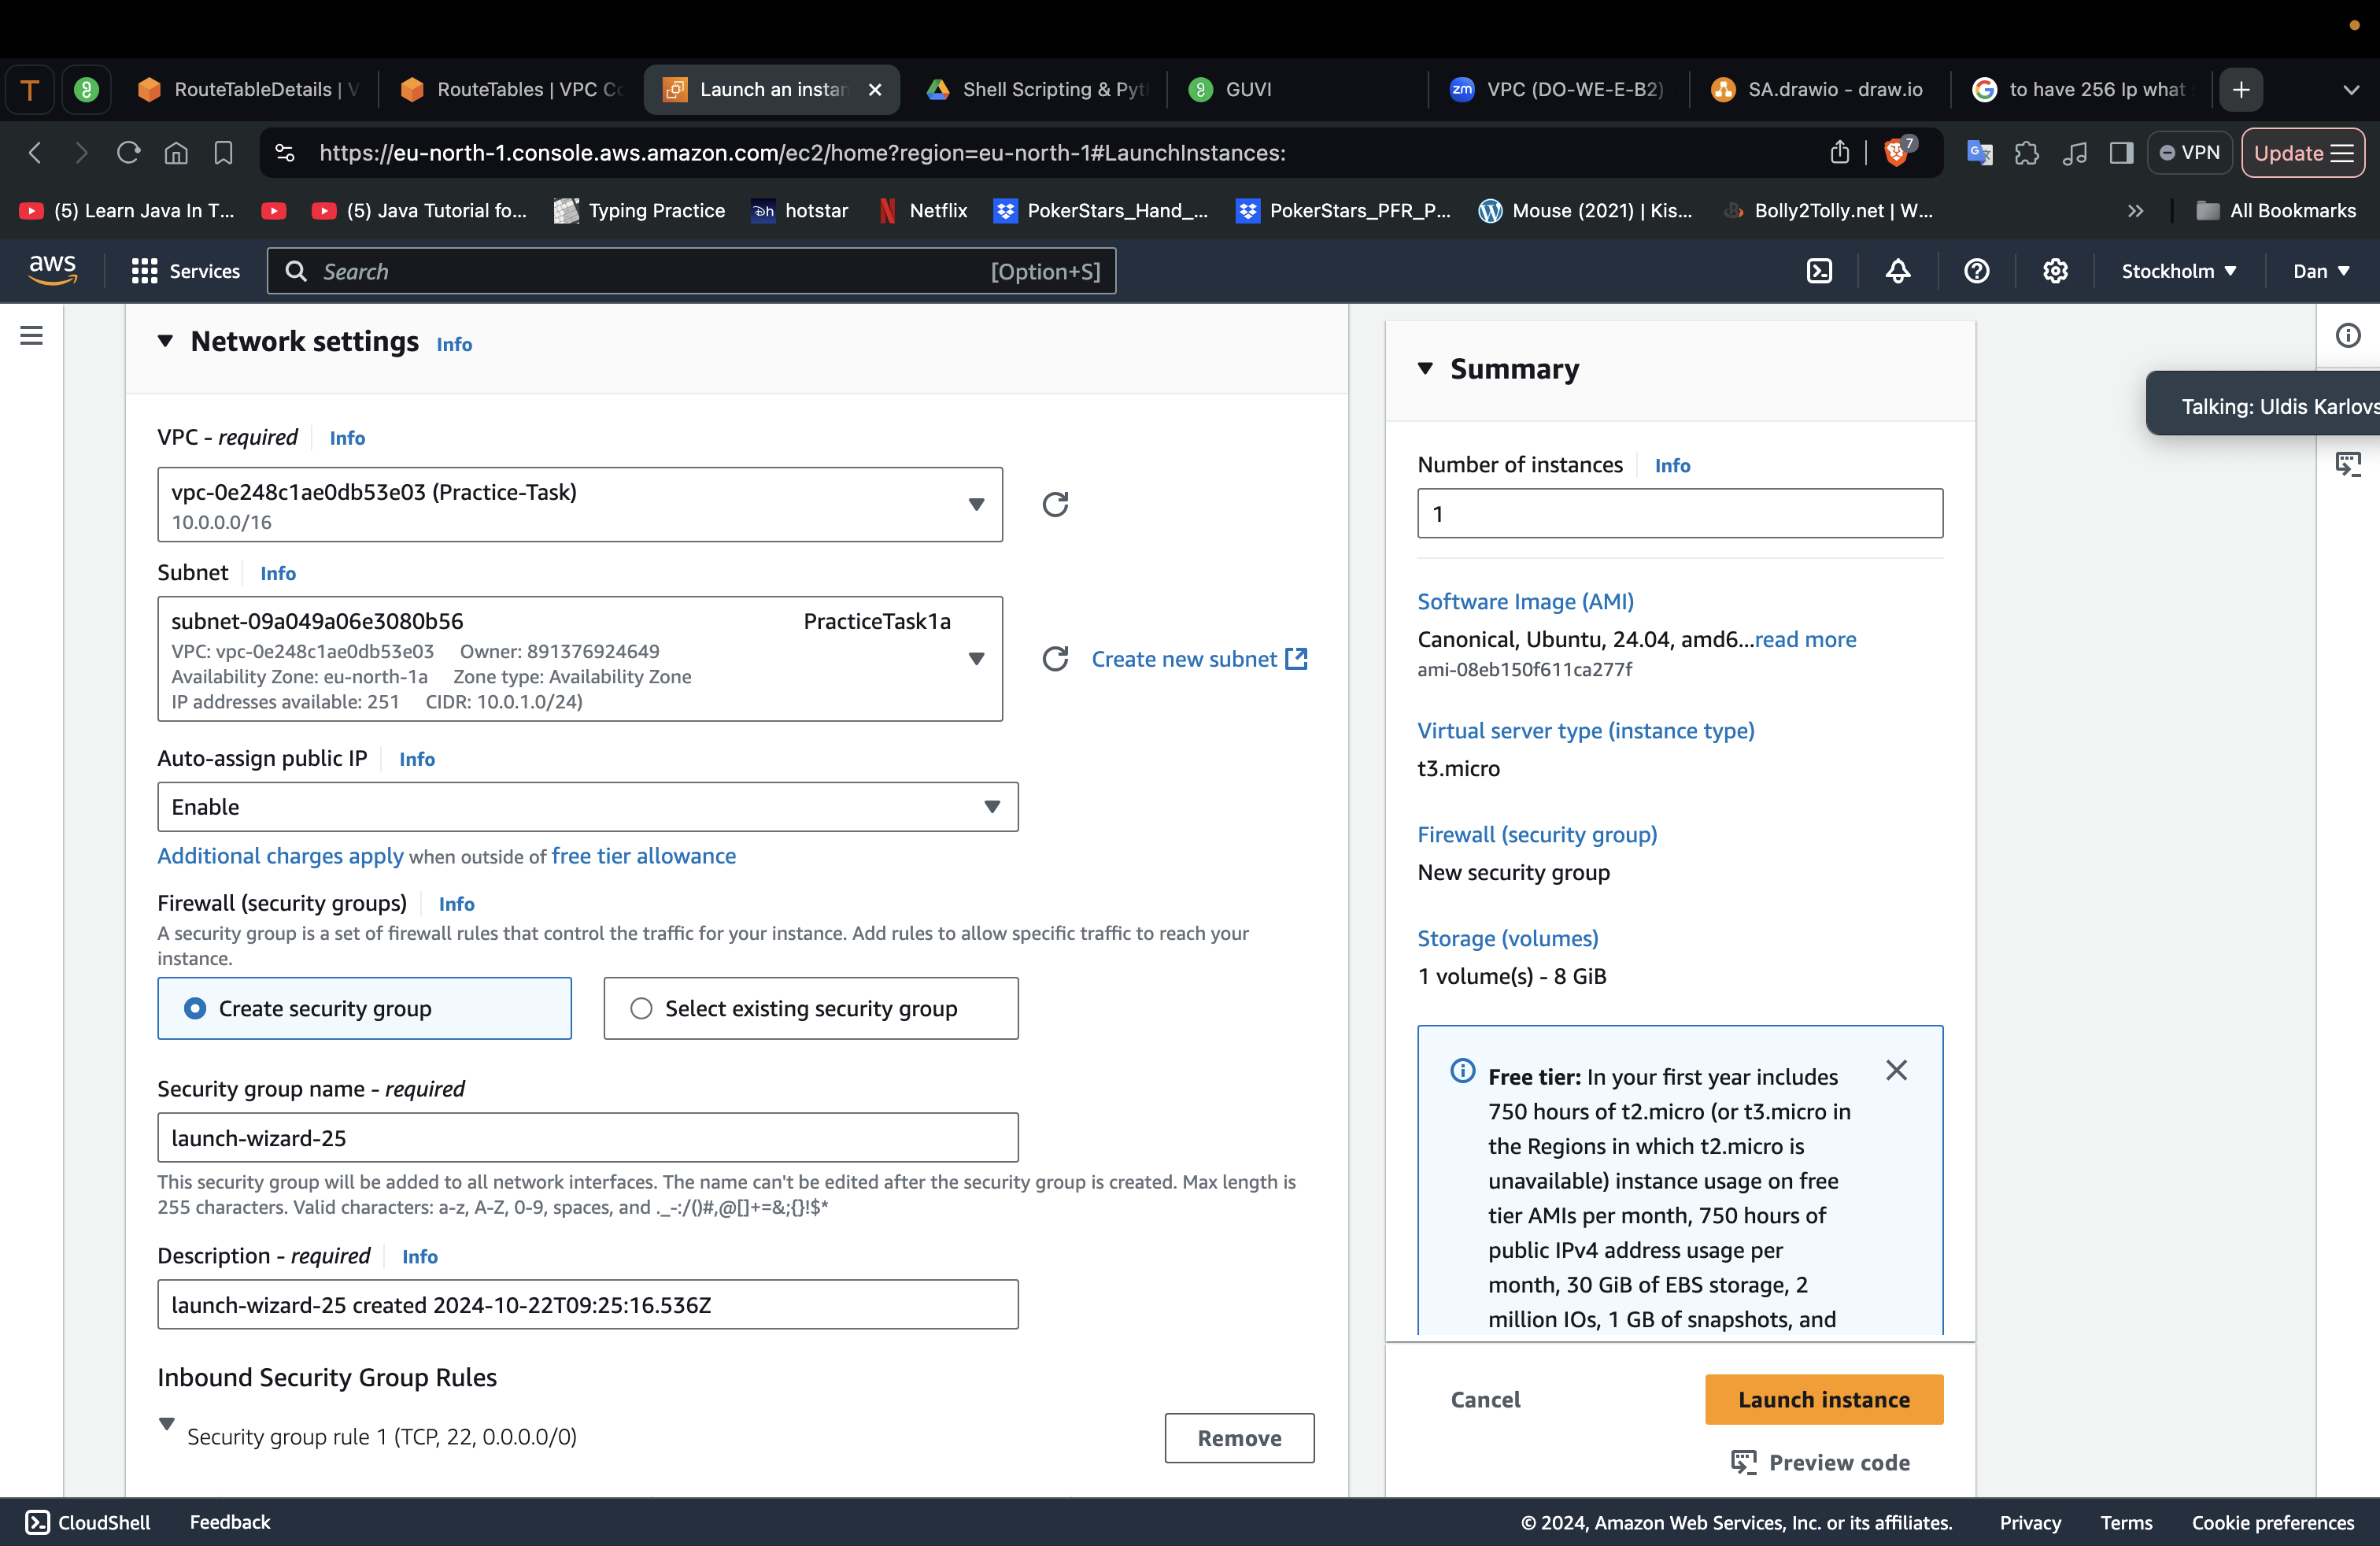 RouteTableDetails | V
RouteTables | VPC Co
Launch an instan
Shell Scripting & Pyt
GUVI
zm
VPC (DO-WE-E-B2)
SA.drawio - draw.io
to have 256 Ip what s
https://eu-north-1.console.aws.amazon.com/ec2/home?region=eu-north-1#LaunchInstances:
7
VPN
Update
(5) Learn Java In T...
(5) Java Tutorial fo...
Typing Practice
hotstar
Netflix
PokerStars_Hand_...
PokerStars_PFR_P...
Mouse (2021) | Kis...
Bolly2Tolly.net | W...
All Bookmarks
aws
Services
Search
[Option+S]
Stockholm
Dan
Network settings Info
VPC - required Info
vpc-0e248c1ae0db53e03 (Practice-Task)
10.0.0.0/16
Subnet Info
subnet-09a049a06e3080b56 PracticeTask1a
VPC: vpc-0e248c1ae0db53e03 Owner: 891376924649
Availability Zone: eu-north-1a Zone type: Availability Zone
IP addresses available: 251 CIDR: 10.0.1.0/24)
Create new subnet
Auto-assign public IP Info
Enable
Additional charges apply when outside of free tier allowance
Firewall (security groups) Info
A security group is a set of firewall rules that control the traffic for your instance. Add rules to allow specific traffic to reach your
instance.
Create security group
Select existing security group
Security group name - required
launch-wizard-25
This security group will be added to all network interfaces. The name can't be edited after the security group is created. Max length is
255 characters. Valid characters: a-z, A-Z, 0-9, spaces, and ._-:/()#,@[]+=&;{}!$*
Description - required Info
launch-wizard-25 created 2024-10-22T09:25:16.536Z
Inbound Security Group Rules
Security group rule 1 (TCP, 22, 0.0.0.0/0)
Remove
Summary
Talking: Uldis Karlovs
Number of instances Info
1
Software Image (AMI)
Canonical, Ubuntu, 24.04, amd6...read more
ami-08eb150f611ca277f
Virtual server type (instance type)
t3.micro
Firewall (security group)
New security group
Storage (volumes)
1 volume(s) - 8 GiB
Free tier: In your first year includes
750 hours of t2.micro (or t3.micro in
the Regions in which t2.micro is
unavailable) instance usage on free
tier AMIs per month, 750 hours of
public IPv4 address usage per
month, 30 GiB of EBS storage, 2
million IOs, 1 GB of snapshots, and
Cancel
Launch instance
Preview code
CloudShell
Feedback
© 2024, Amazon Web Services, Inc. or its affiliates.
Privacy
Terms
Cookie preferences